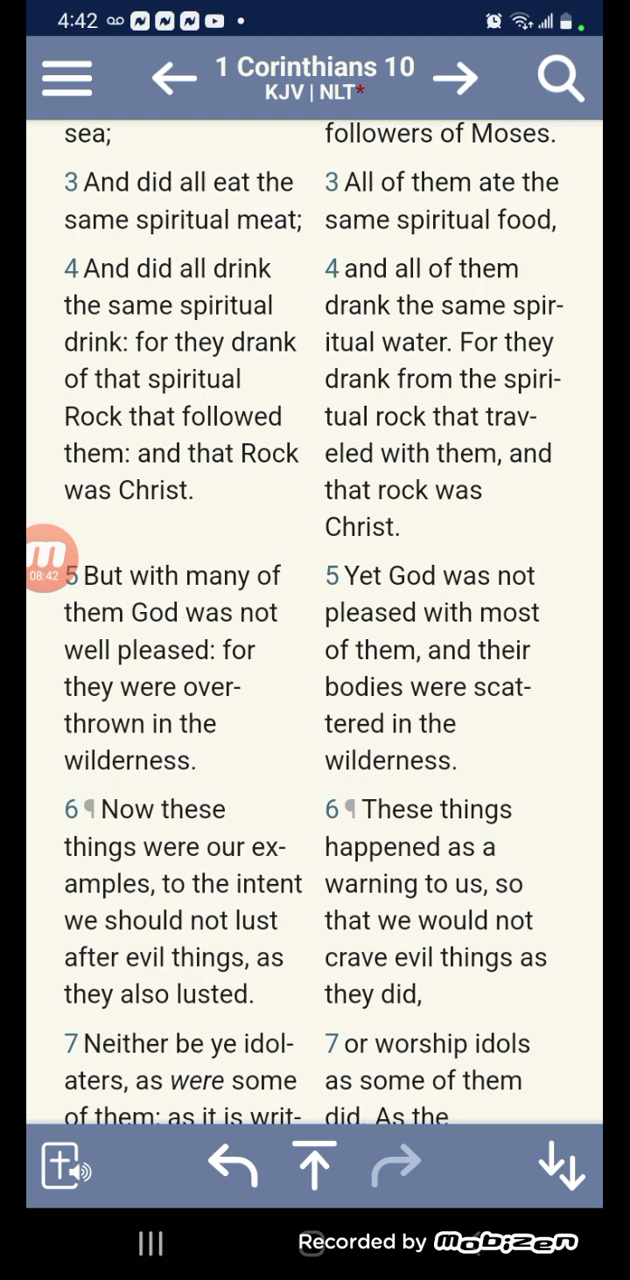 4:42
1 Corinthians 10
KJV | NLT*
sea;
3 And did all eat the
same spiritual meat;
4 And did all drink
the same spiritual
drink: for they drank
of that spiritual
Rock that followed
them: and that Rock
was Christ.
5 But with many of
them God was not
well pleased: for
they were over-
thrown in the
wilderness.
6 ¶ Now these
things were our ex-
amples, to the intent
we should not lust
after evil things, as
they also lusted.
7 Neither be ye idol-
aters, as were some
of them; as it is writ-
followers of Moses.
3 All of them ate the
same spiritual food,
4 and all of them
drank the same spir-
itual water. For they
drank from the spiri-
tual rock that trav-
eled with them, and
that rock was
Christ.
5 Yet God was not
pleased with most
of them, and their
bodies were scat-
tered in the
wilderness.
6 ¶ These things
happened as a
warning to us, so
that we would not
crave evil things as
they did,
7 or worship idols
as some of them
did. As the
08:42
Recorded by mobizen